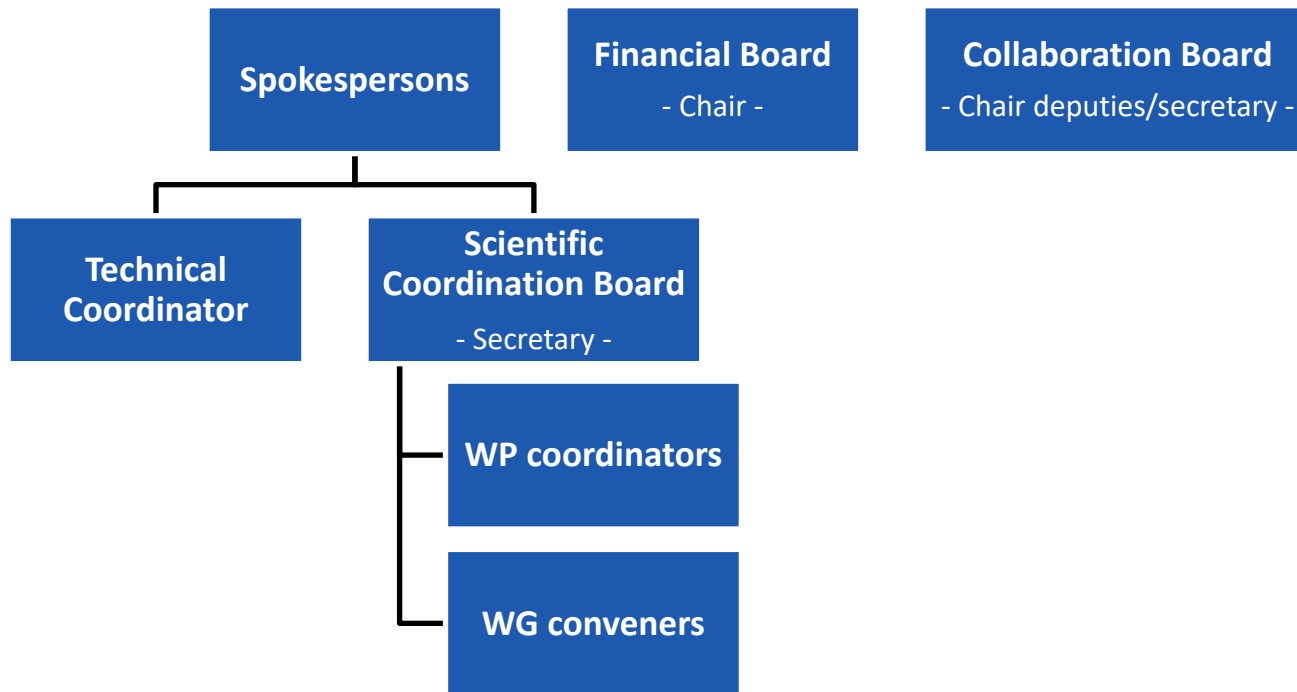 Spokespersons
Financial Board
- Chair -
Collaboration Board
- Chair deputies/secretary -
Technical
Coordinator
Scientific
Coordination Board
- Secretary -
WP coordinators
WG conveners